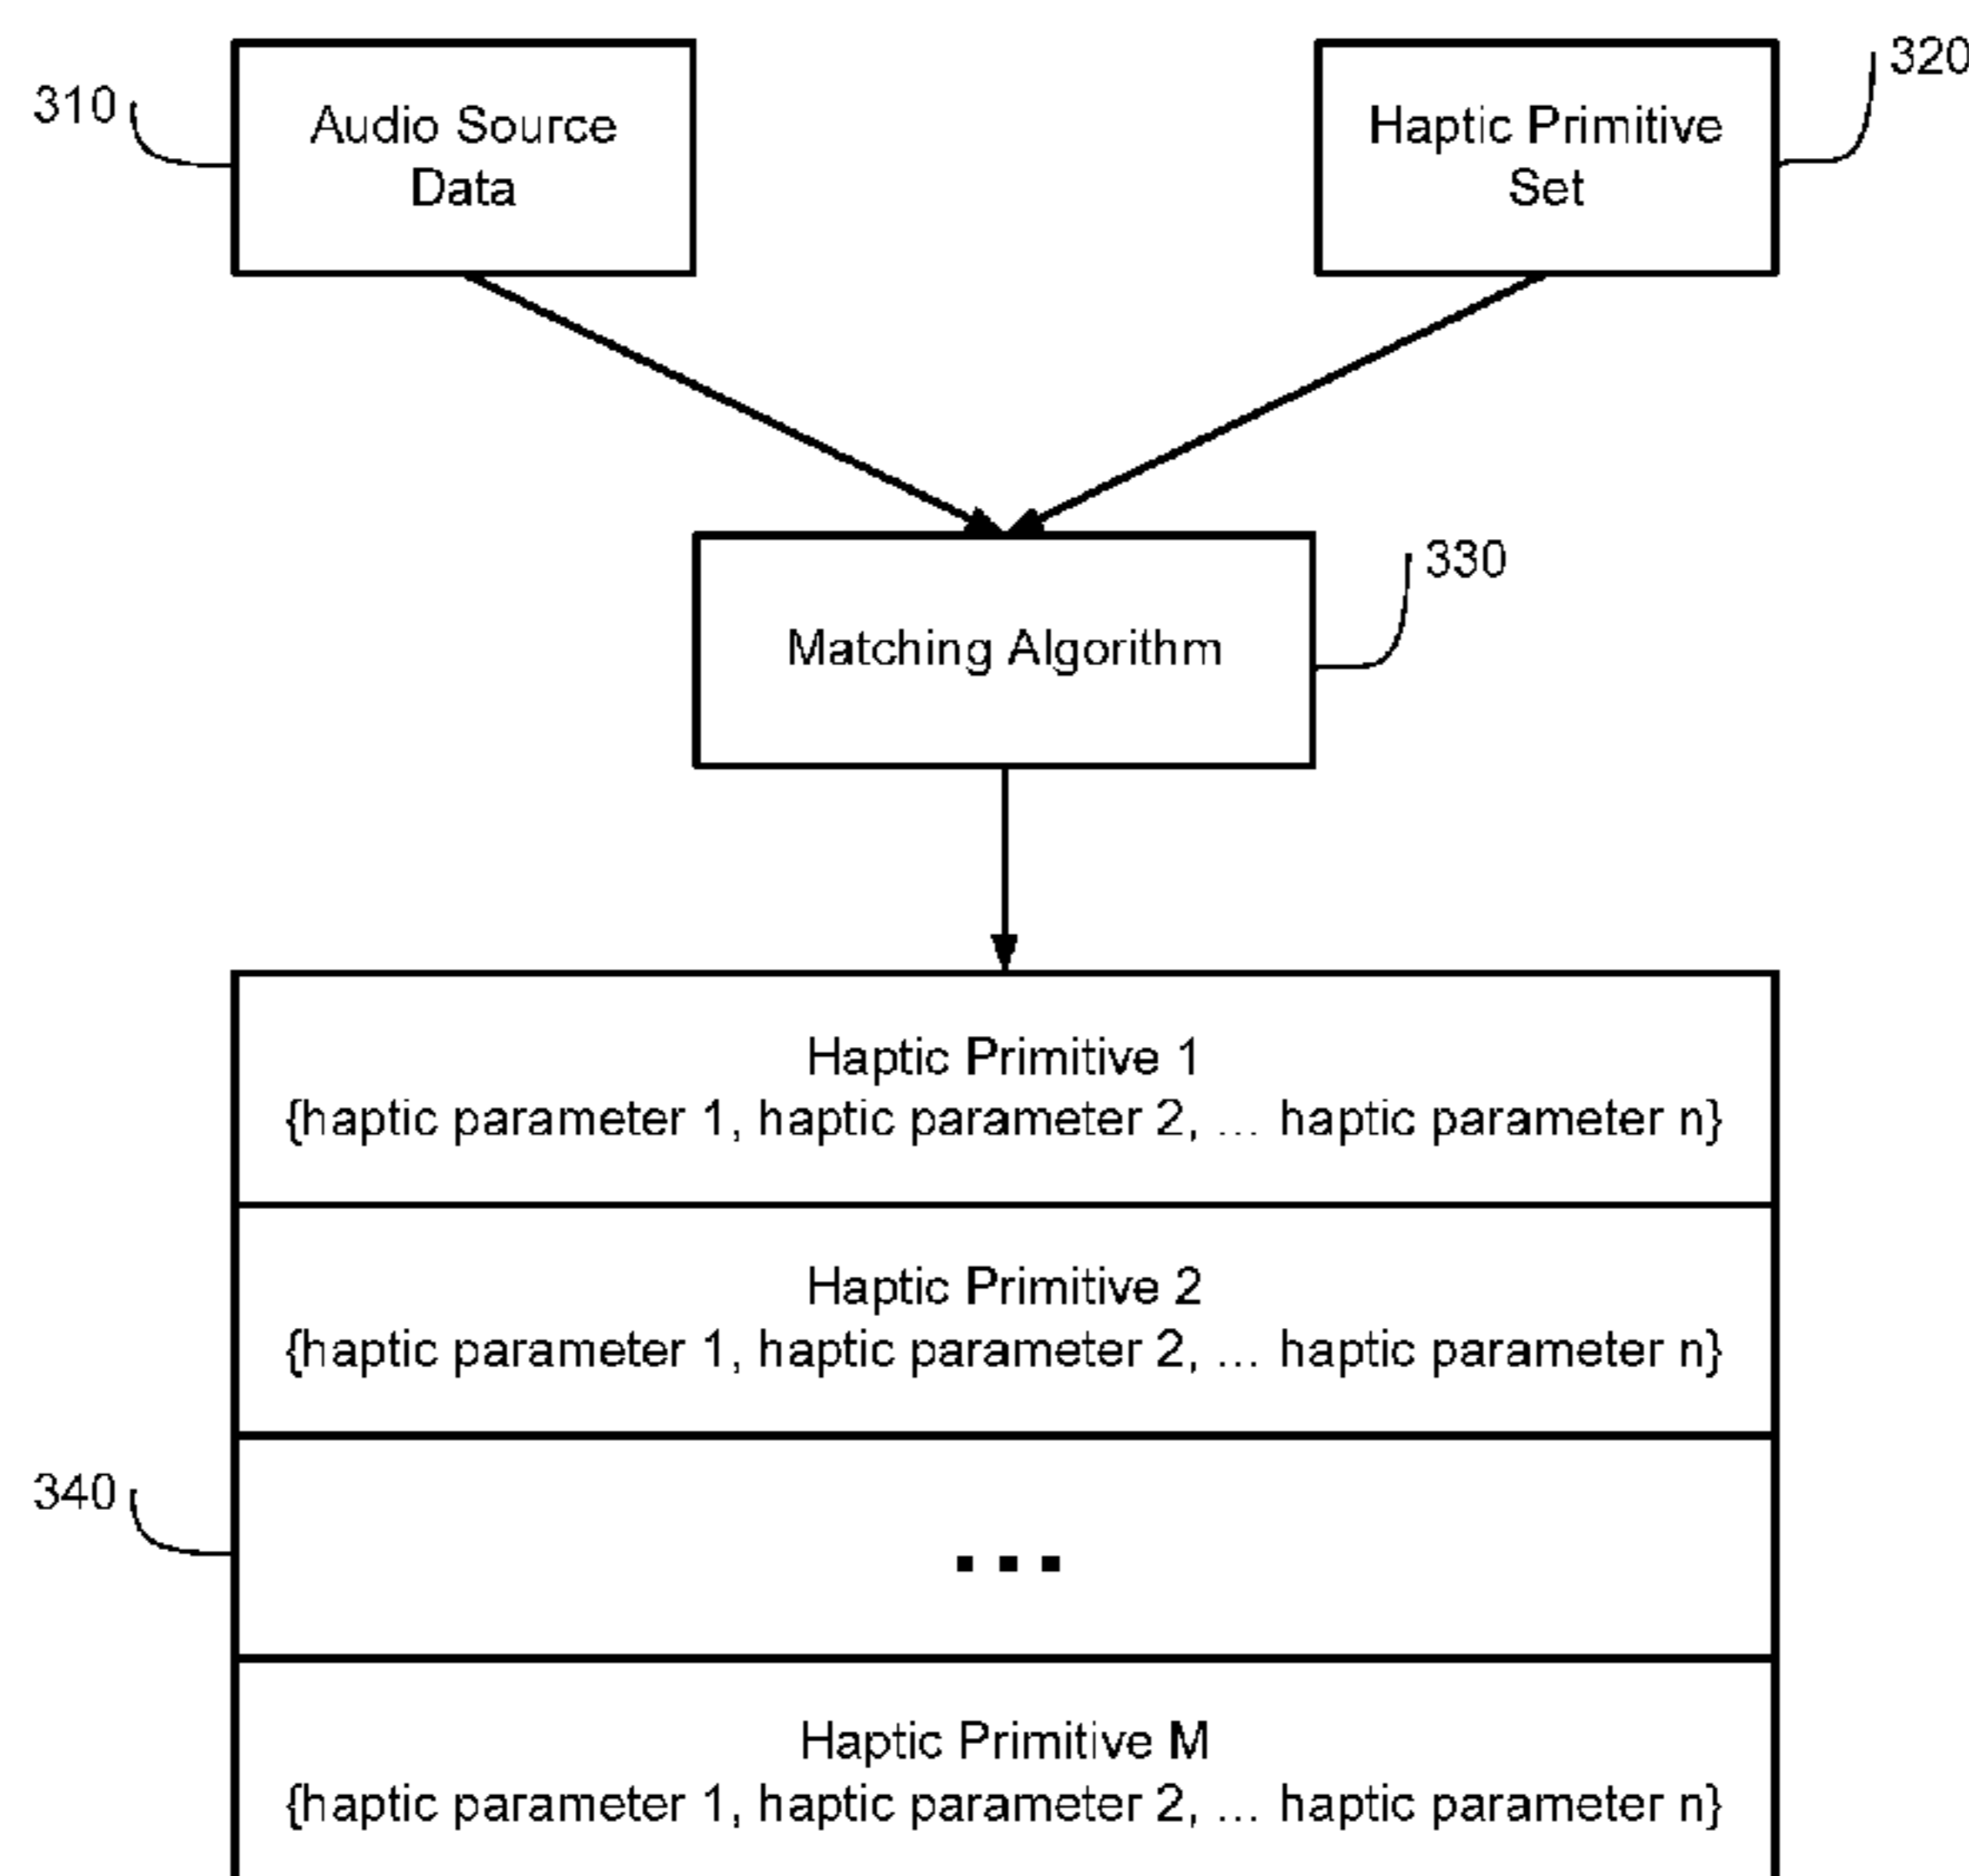 310
Audio Source
Data
Haptic Primitive
Set
320
Matching Algorithm
330
Haptic Primitive 1
{haptic parameter 1, haptic parameter 2, ... haptic parameter n}
Haptic Primitive 2
{haptic parameter 1, haptic parameter 2, ... haptic parameter n}
340
...
Haptic Primitive M
{haptic parameter 1, haptic parameter 2, ... haptic parameter n}